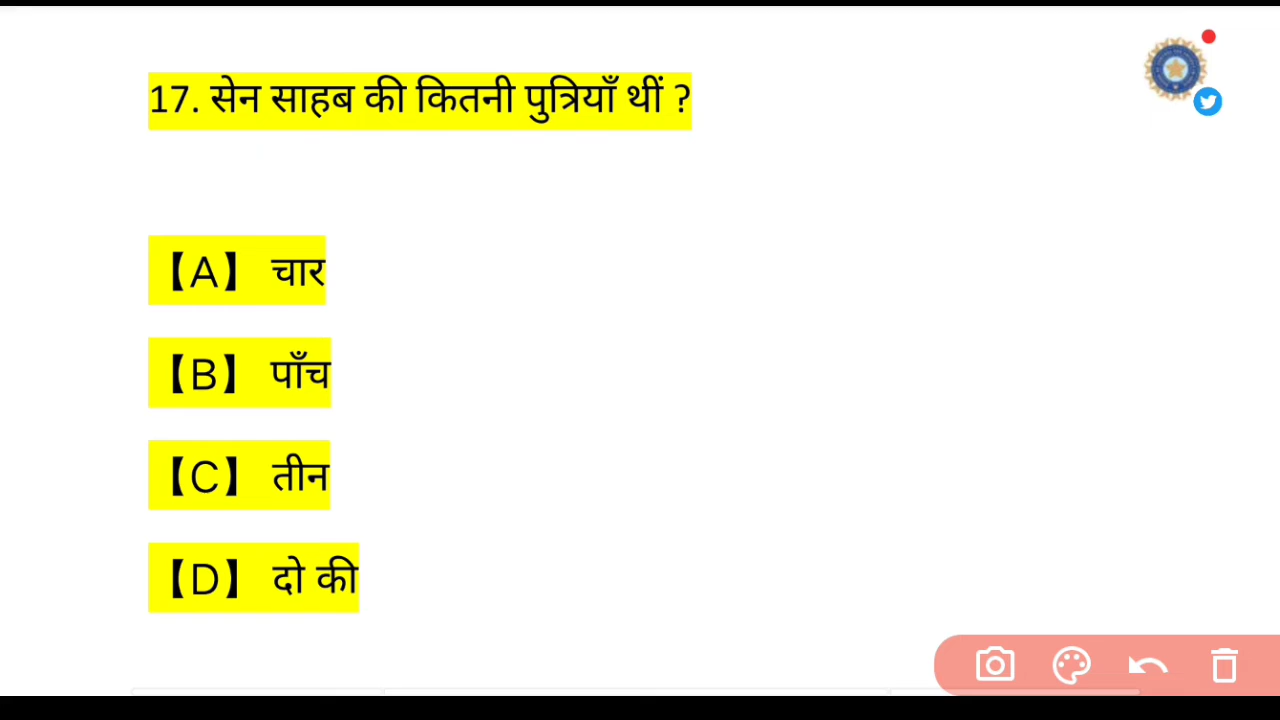 17. सेन साहब की कितनी पुत्रियाँ थीं ?
【A】 चार
【B】 पाँच
【C】 तीन
【D】 दो की